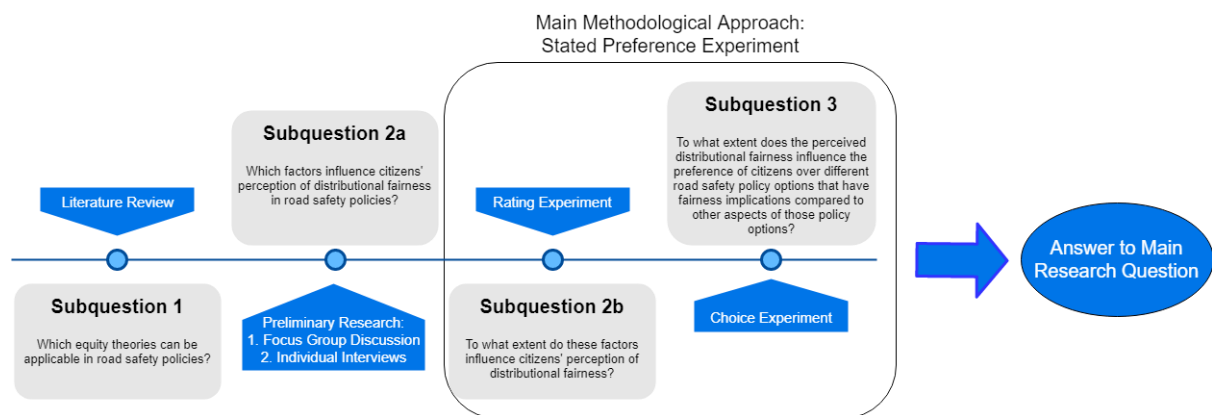 Main Methodological Approach:
Stated Preference Experiment
Literature Review
Subquestion 1
Which equity theories can be
applicable in road safety policies?
Subquestion 2a
Which factors influence citizens'
perception of distributional fairness
in road safety policies?
Preliminary Research:
1. Focus Group Discussion
2. Individual Interviews
Rating Experiment
Subquestion 2b
To what extent do these factors
influence citizens' perception of
distributional fairness?
Subquestion 3
To what extent does the perceived
distributional fairness influence the
preference of citizens over different
road safety policy options that have
fairness implications compared to
other aspects of those policy
options?
Choice Experiment
Answer to Main
Research Question